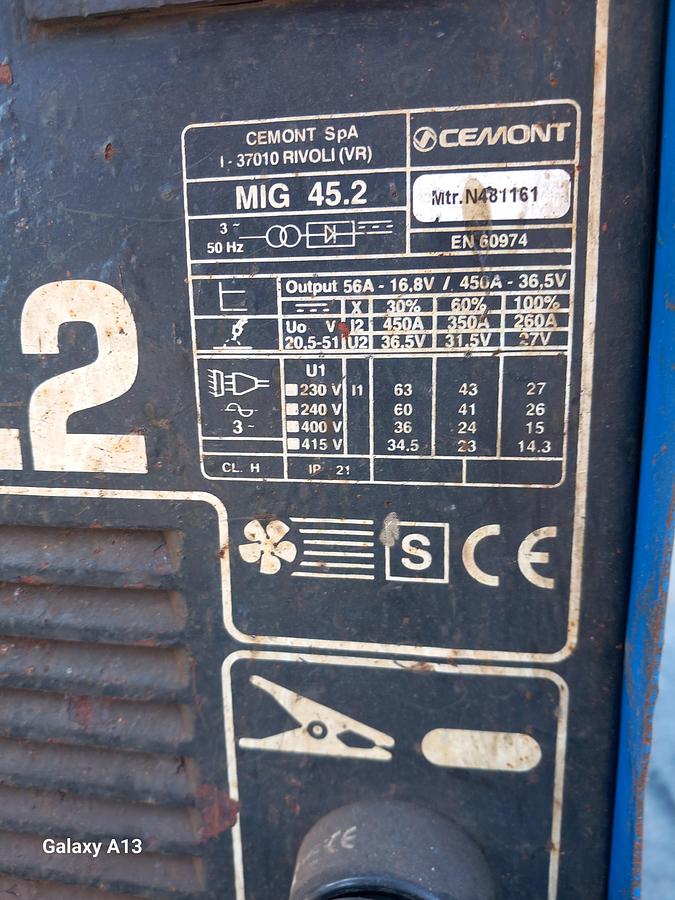 CEMONT SpA
I - 37010 RIVOLI (VR)
CEMONT
MIG 45.2
Mtr. N481161
3 ~
50 Hz
EN 60974
Output 56A - 16,8V / 450A - 36,5V
X 30% 60% 100%
Uo V I2 450A 350A 260A
20,5-51 U2 36.5V 31.5V 27V
U1
230 V I1 63 43 27
240 V 60 41 26
3 ~ 400 V 36 24 15
415 V 34.5 23 14.3
CL. H IP 21
.2
S CE
CE
Galaxy A13